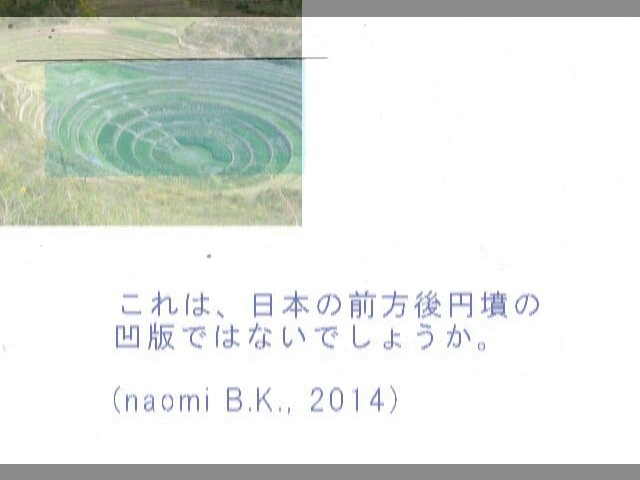 これは、日本の前方後円墳の
凹版ではないでしょうか。
(naomi B.K., 2014)